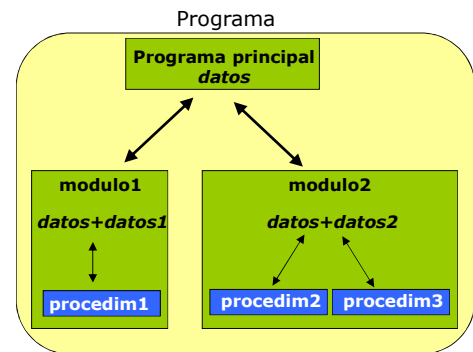 Programa
Programa principal
datos
modulo1
datos+datos1
procedim1
modulo2
datos+datos2
procedim2
procedim3